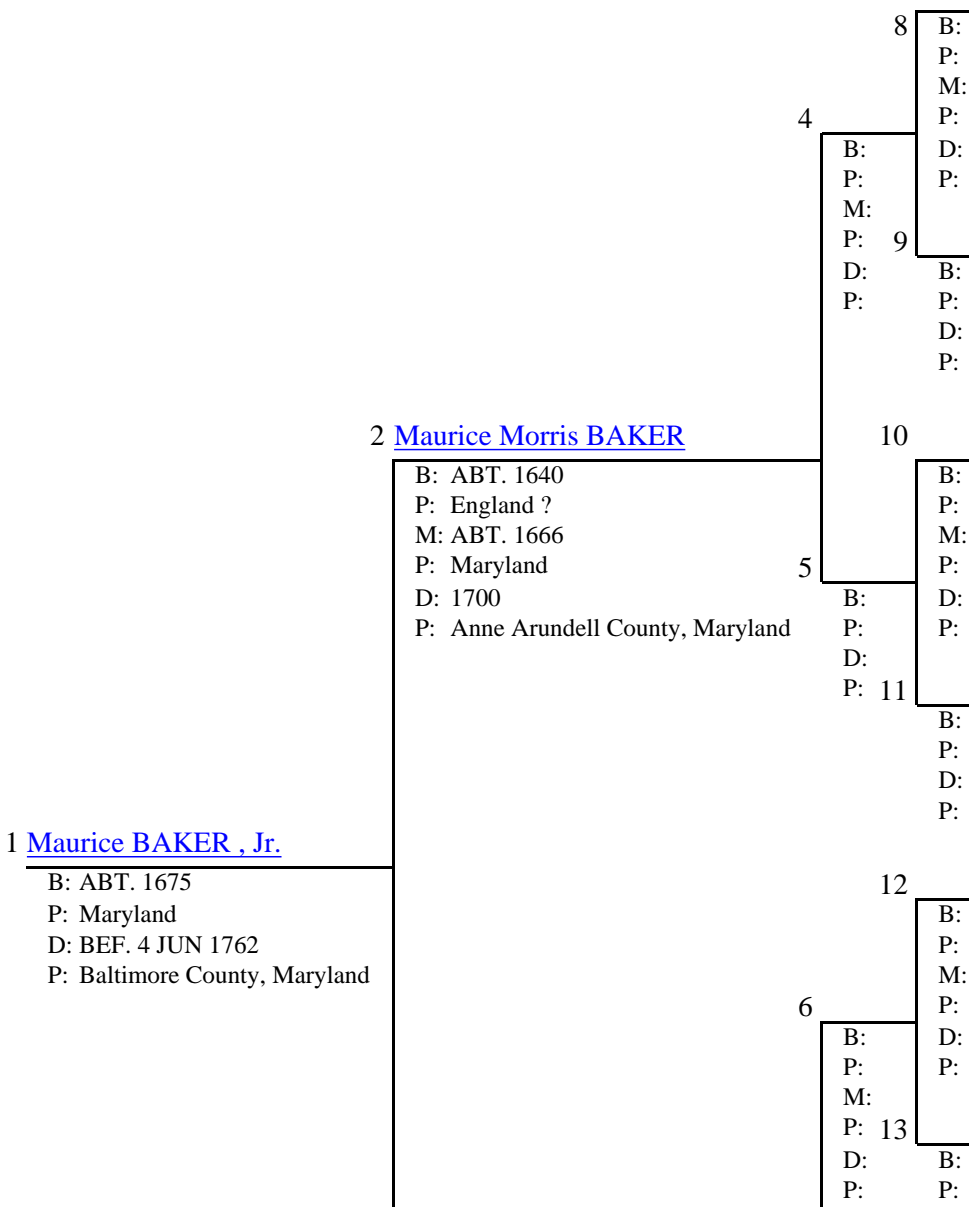 8
B:
P:
M:
P:
D:
P:
4
B:
P:
M:
P:
D:
P:
9
B:
P:
D:
P:
2 Maurice Morris BAKER
B: ABT. 1640
P: England ?
M: ABT. 1666
P: Maryland
D: 1700
P: Anne Arundell County, Maryland
10
B:
P:
M:
P:
D:
P:
5
B:
P:
D:
P:
11
B:
P:
D:
P:
1 Maurice BAKER , Jr.
B: ABT. 1675
P: Maryland
D: BEF. 4 JUN 1762
P: Baltimore County, Maryland
12
B:
P:
M:
P:
D:
P:
6
B:
P:
M:
P:
D:
P:
13
B:
P: